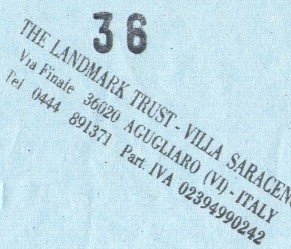 36
THE LANDMARK TRUST - VILLA SARACENO
Via Finale 36020 AGUGLIARO (VI) - ITALY
Tel 0444 891371 Part. IVA 02394990242